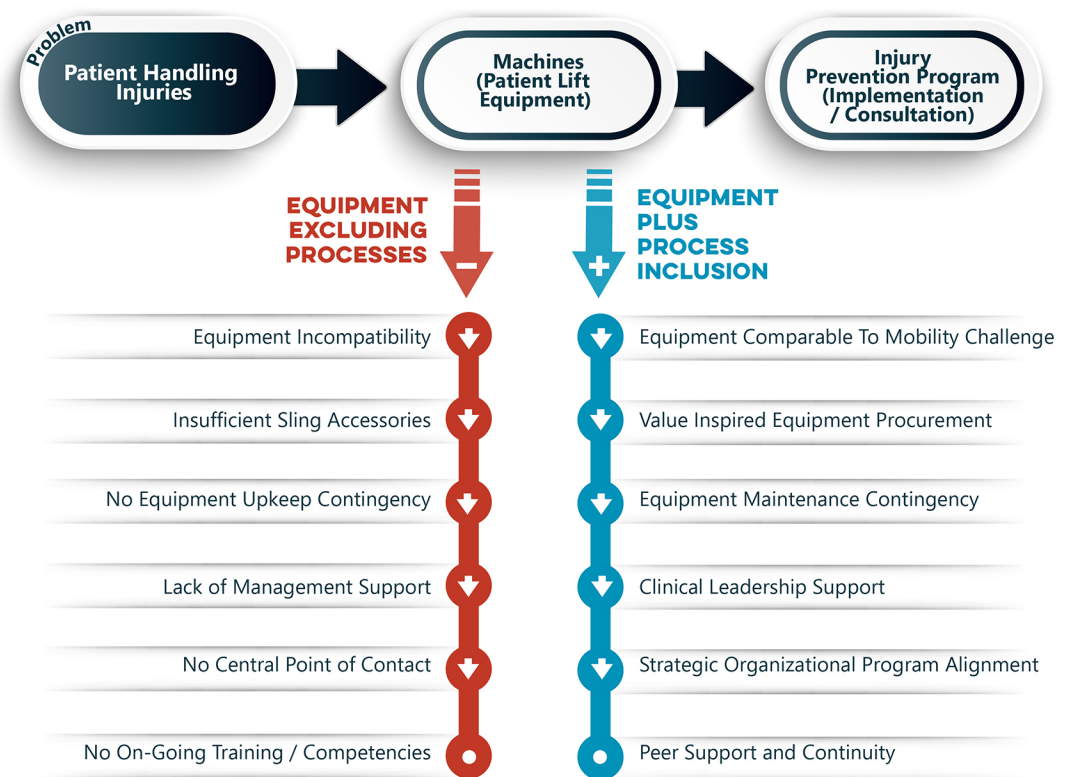 Problem
Patient Handling
Injuries
Machines
(Patient Lift
Equipment)
Injury
Prevention Program
(Implementation
/ Consultation)
EQUIPMENT
EXCLUDING
PROCESSES
EQUIPMENT
PLUS
PROCESS
INCLUSION
Equipment Incompatibility
Equipment Comparable To Mobility Challenge
Insufficient Sling Accessories
Value Inspired Equipment Procurement
No Equipment Upkeep Contingency
Equipment Maintenance Contingency
Lack of Management Support
Clinical Leadership Support
No Central Point of Contact
Strategic Organizational Program Alignment
No On-Going Training / Competencies
Peer Support and Continuity